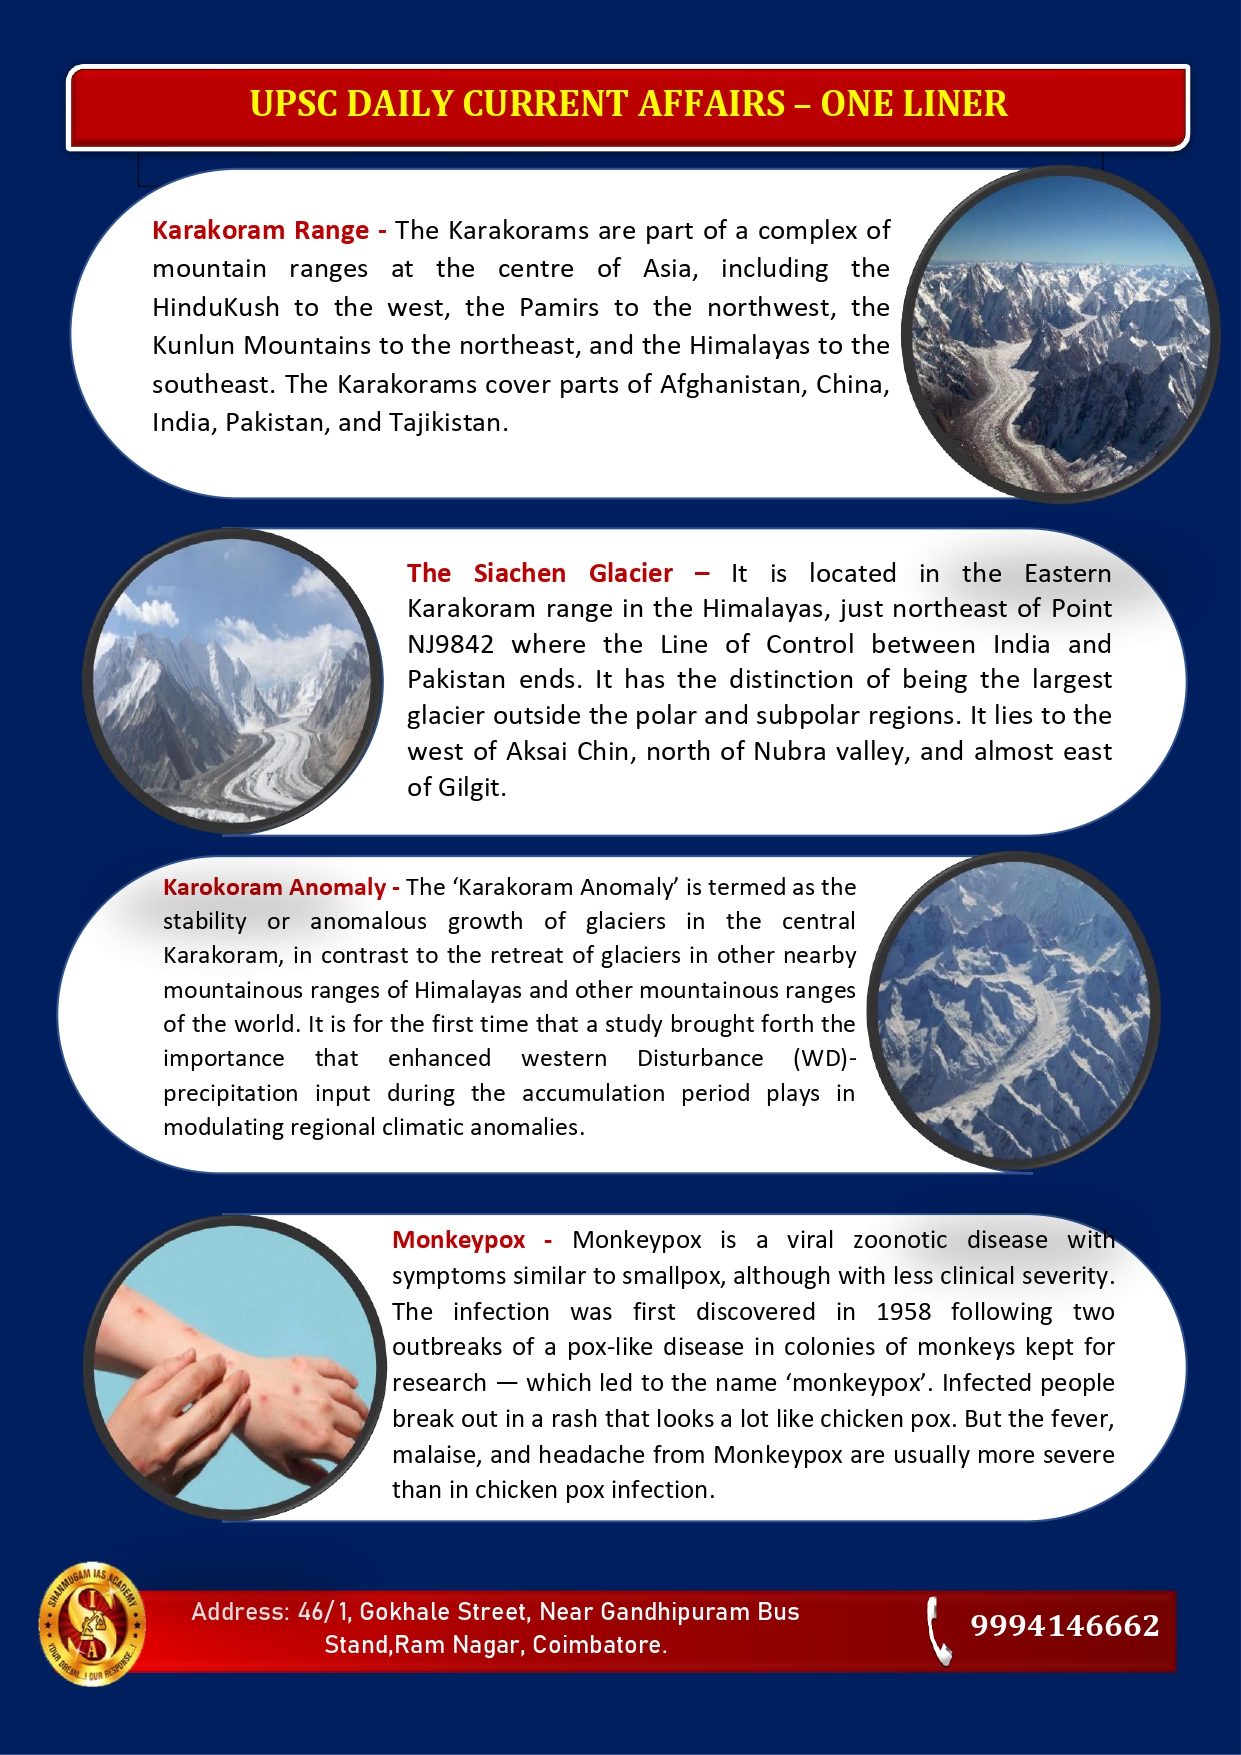 UPSC DAILY CURRENT AFFAIRS – ONE LINER
Karakoram Range - The Karakorams are part of a complex of
mountain ranges at the centre of Asia, including the
HinduKush to the west, the Pamirs to the northwest, the
Kunlun Mountains to the northeast, and the Himalayas to the
southeast. The Karakorams cover parts of Afghanistan, China,
India, Pakistan, and Tajikistan.
The Siachen Glacier – It is located in the Eastern
Karakoram range in the Himalayas, just northeast of Point
NJ9842 where the Line of Control between India and
Pakistan ends. It has the distinction of being the largest
glacier outside the polar and subpolar regions. It lies to the
west of Aksai Chin, north of Nubra valley, and almost east
of Gilgit.
Karokoram Anomaly - The ‘Karakoram Anomaly’ is termed as the
stability or anomalous growth of glaciers in the central
Karakoram, in contrast to the retreat of glaciers in other nearby
mountainous ranges of Himalayas and other mountainous ranges
of the world. It is for the first time that a study brought forth the
importance that enhanced western Disturbance (WD)-
precipitation input during the accumulation period plays in
modulating regional climatic anomalies.
Monkeypox - Monkeypox is a viral zoonotic disease with
symptoms similar to smallpox, although with less clinical severity.
The infection was first discovered in 1958 following two
outbreaks of a pox-like disease in colonies of monkeys kept for
research — which led to the name ‘monkeypox’. Infected people
break out in a rash that looks a lot like chicken pox. But the fever,
malaise, and headache from Monkeypox are usually more severe
than in chicken pox infection.
SHANMUGAM IAS ACADEMY
S I A
YOUR DREAM...! OUR RESPONSE...!
Address: 46/1, Gokhale Street, Near Gandhipuram Bus
Stand,Ram Nagar, Coimbatore.
9994146662